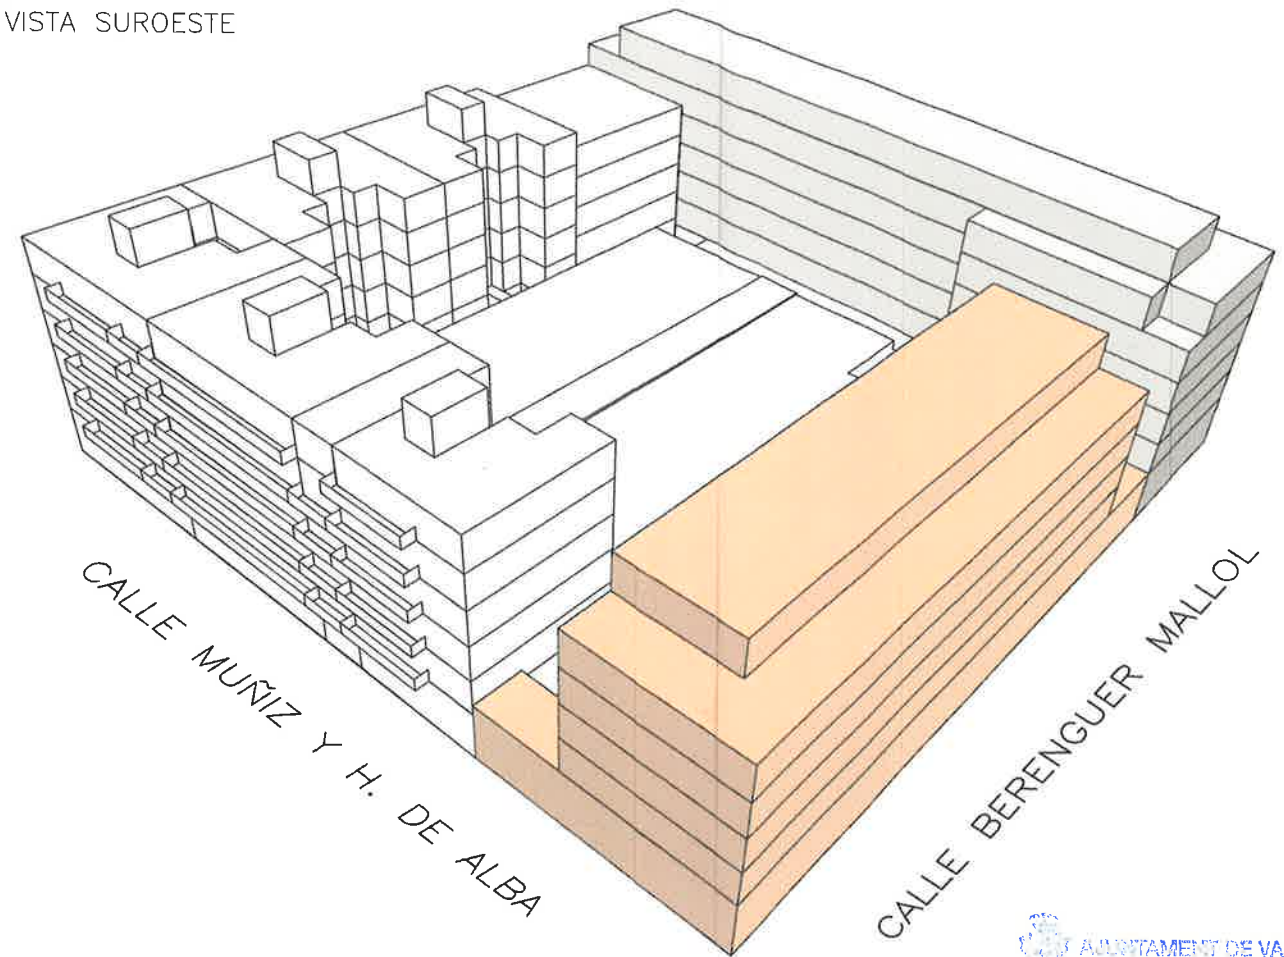 VISTA SUROESTE
CALLE MUÑIZ Y H. DE ALBA
CALLE BERENGUER MALLOL
AJUNTAMENT DE VA